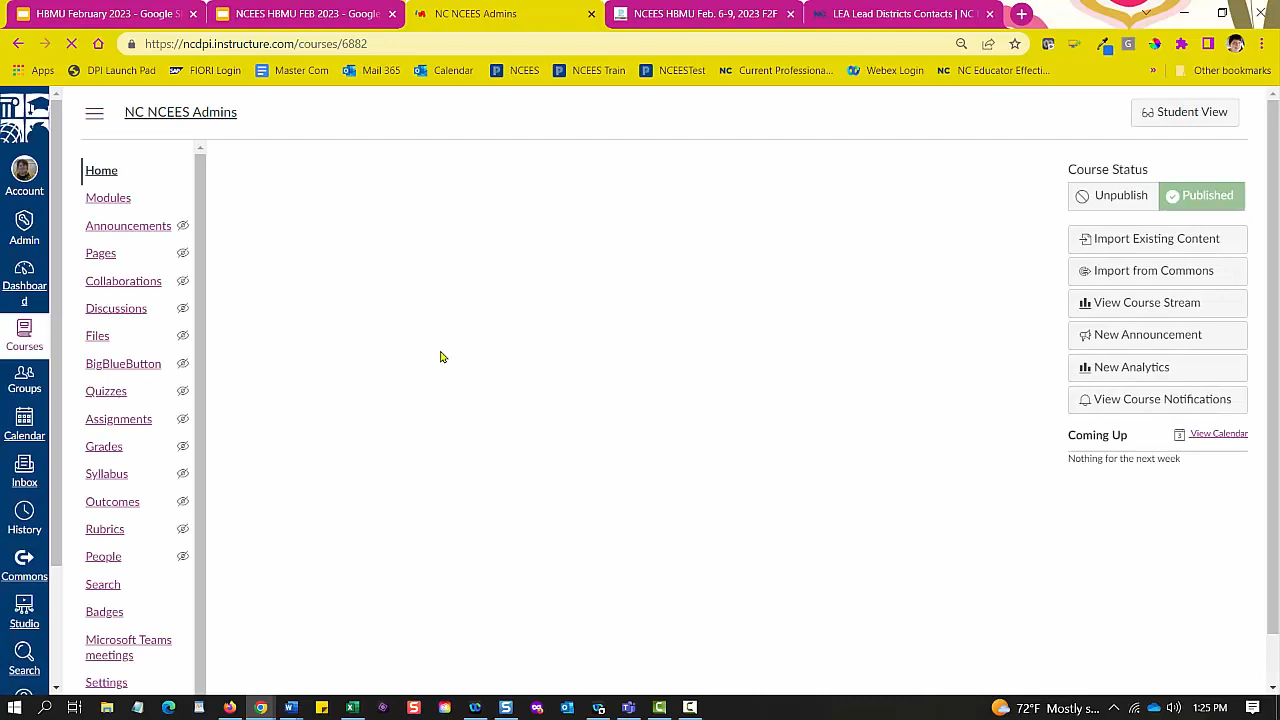 HBMU February 2023 - Google Sl
NCEES HBMU FEB 2023 - Google
NC NCEES Admins
NCEES HBMU Feb. 6-9, 2023 F2F
LEA Lead Districts Contacts | NC
https://ncdpi.instructure.com/courses/6882
Apps
DPI Launch Pad
FIORI Login
Master Com
Mail 365
Calendar
NCEES
NCEES Train
NCEESTest
NC Current Professiona...
Webex Login
NC NC Educator Effecti...
Other bookmarks
NC NCEES Admins
Student View
Account
Admin
Dashboar
d
Courses
Groups
Calendar
Inbox
History
Commons
Studio
Search
Home
Modules
Announcements
Pages
Collaborations
Discussions
Files
BigBlueButton
Quizzes
Assignments
Grades
Syllabus
Outcomes
Rubrics
People
Search
Badges
Microsoft Teams
meetings
Settings
Course Status
Unpublish
Published
Import Existing Content
Import from Commons
View Course Stream
New Announcement
New Analytics
View Course Notifications
Coming Up
View Calendar
Nothing for the next week
72°F Mostly s...
1:25 PM